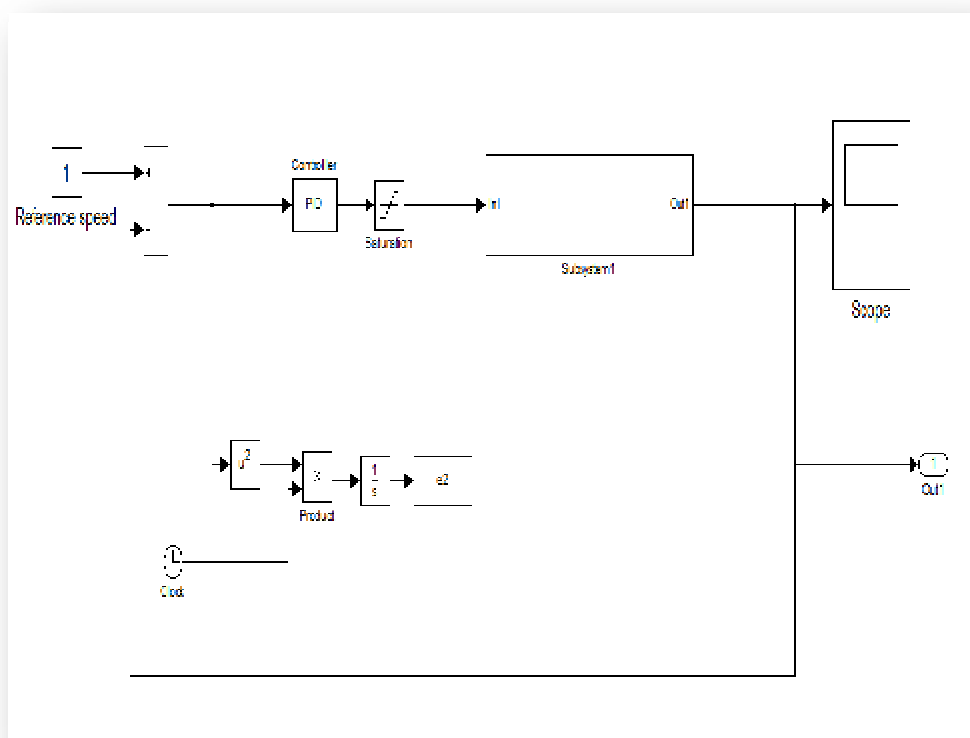 Controller
1
+
PID
In1
Out1
Reference speed
-
Saturation
Subsystem1
Scope
u²
×
1
s
e2
1
Out1
Product
Clock